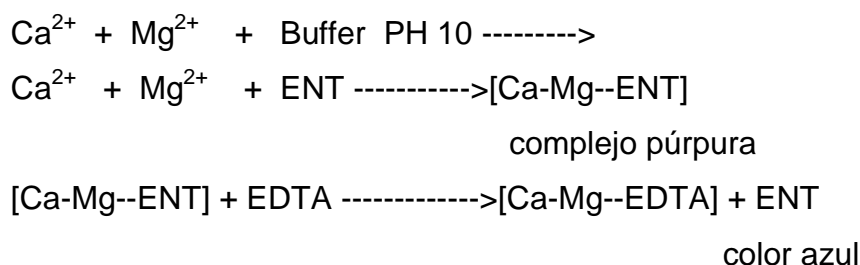 Ca²⁺ + Mg²⁺ + Buffer PH 10 --------->
Ca²⁺ + Mg²⁺ + ENT ----------->[Ca-Mg--ENT]
complejo púrpura
[Ca-Mg--ENT] + EDTA ------------->[Ca-Mg--EDTA] + ENT
color azul